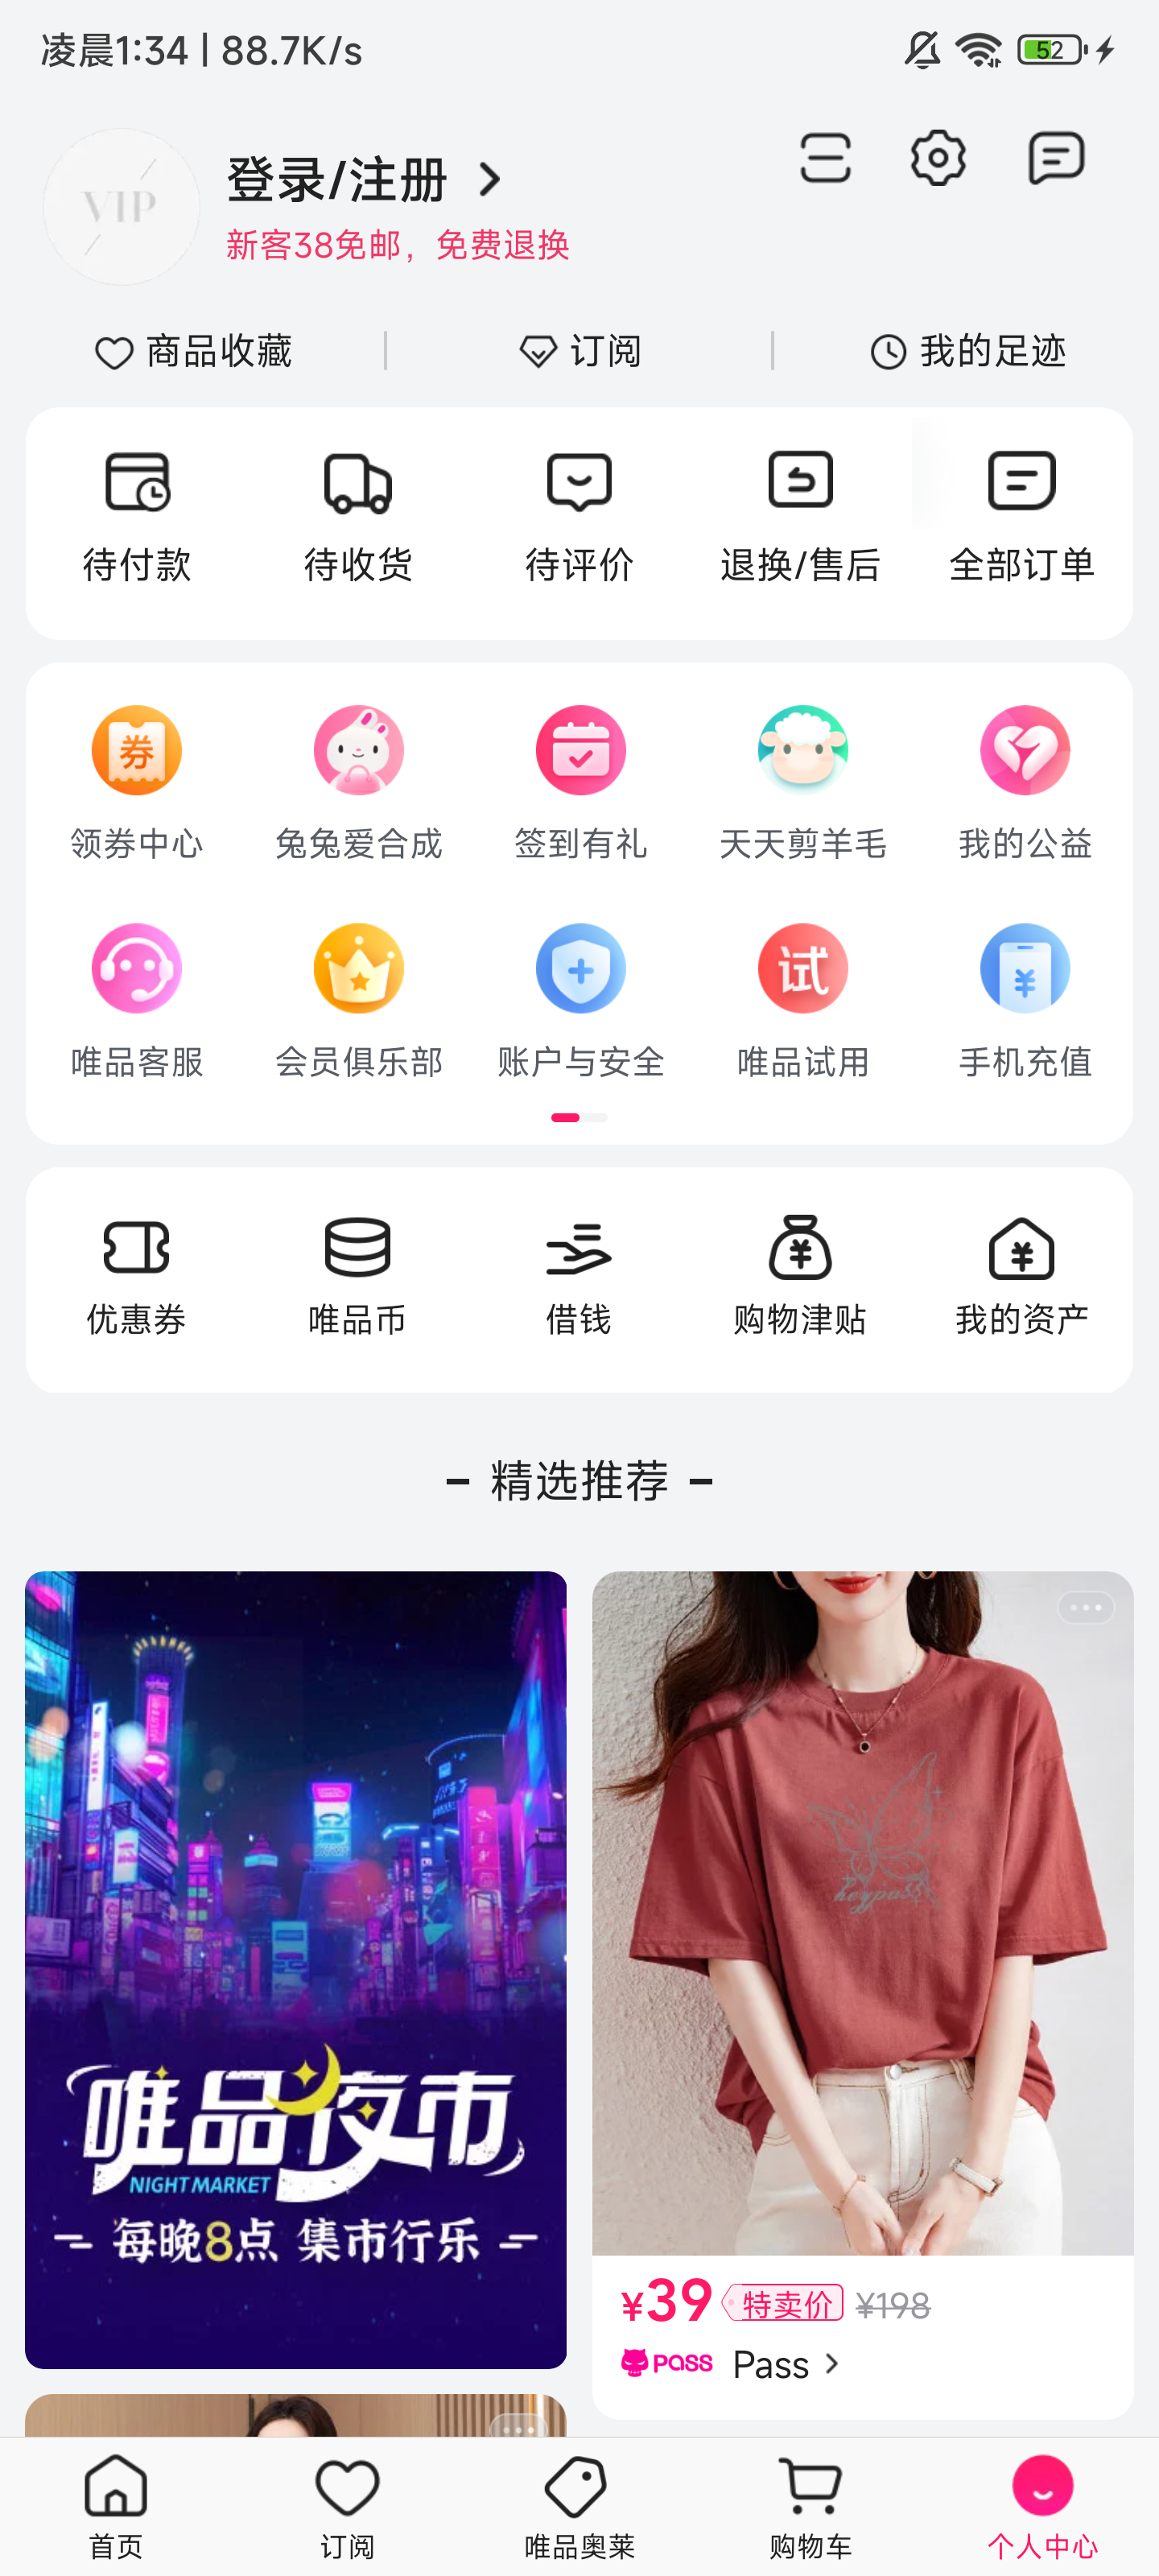 凌晨1:34 | 88.7K/s
52
VIP
登录/注册
新客38免邮，免费退换
商品收藏
订阅
我的足迹
待付款
待收货
待评价
退换/售后
全部订单
券
领券中心
兔兔爱合成
签到有礼
天天剪羊毛
我的公益
试
唯品客服
会员俱乐部
账户与安全
唯品试用
手机充值
优惠券
唯品币
借钱
购物津贴
我的资产
- 精选推荐 -
唯品夜市
NIGHT MARKET
每晚8点 集市行乐
heypass
¥39 特卖价 ¥198
PASS Pass
首页
订阅
唯品奥莱
购物车
个人中心